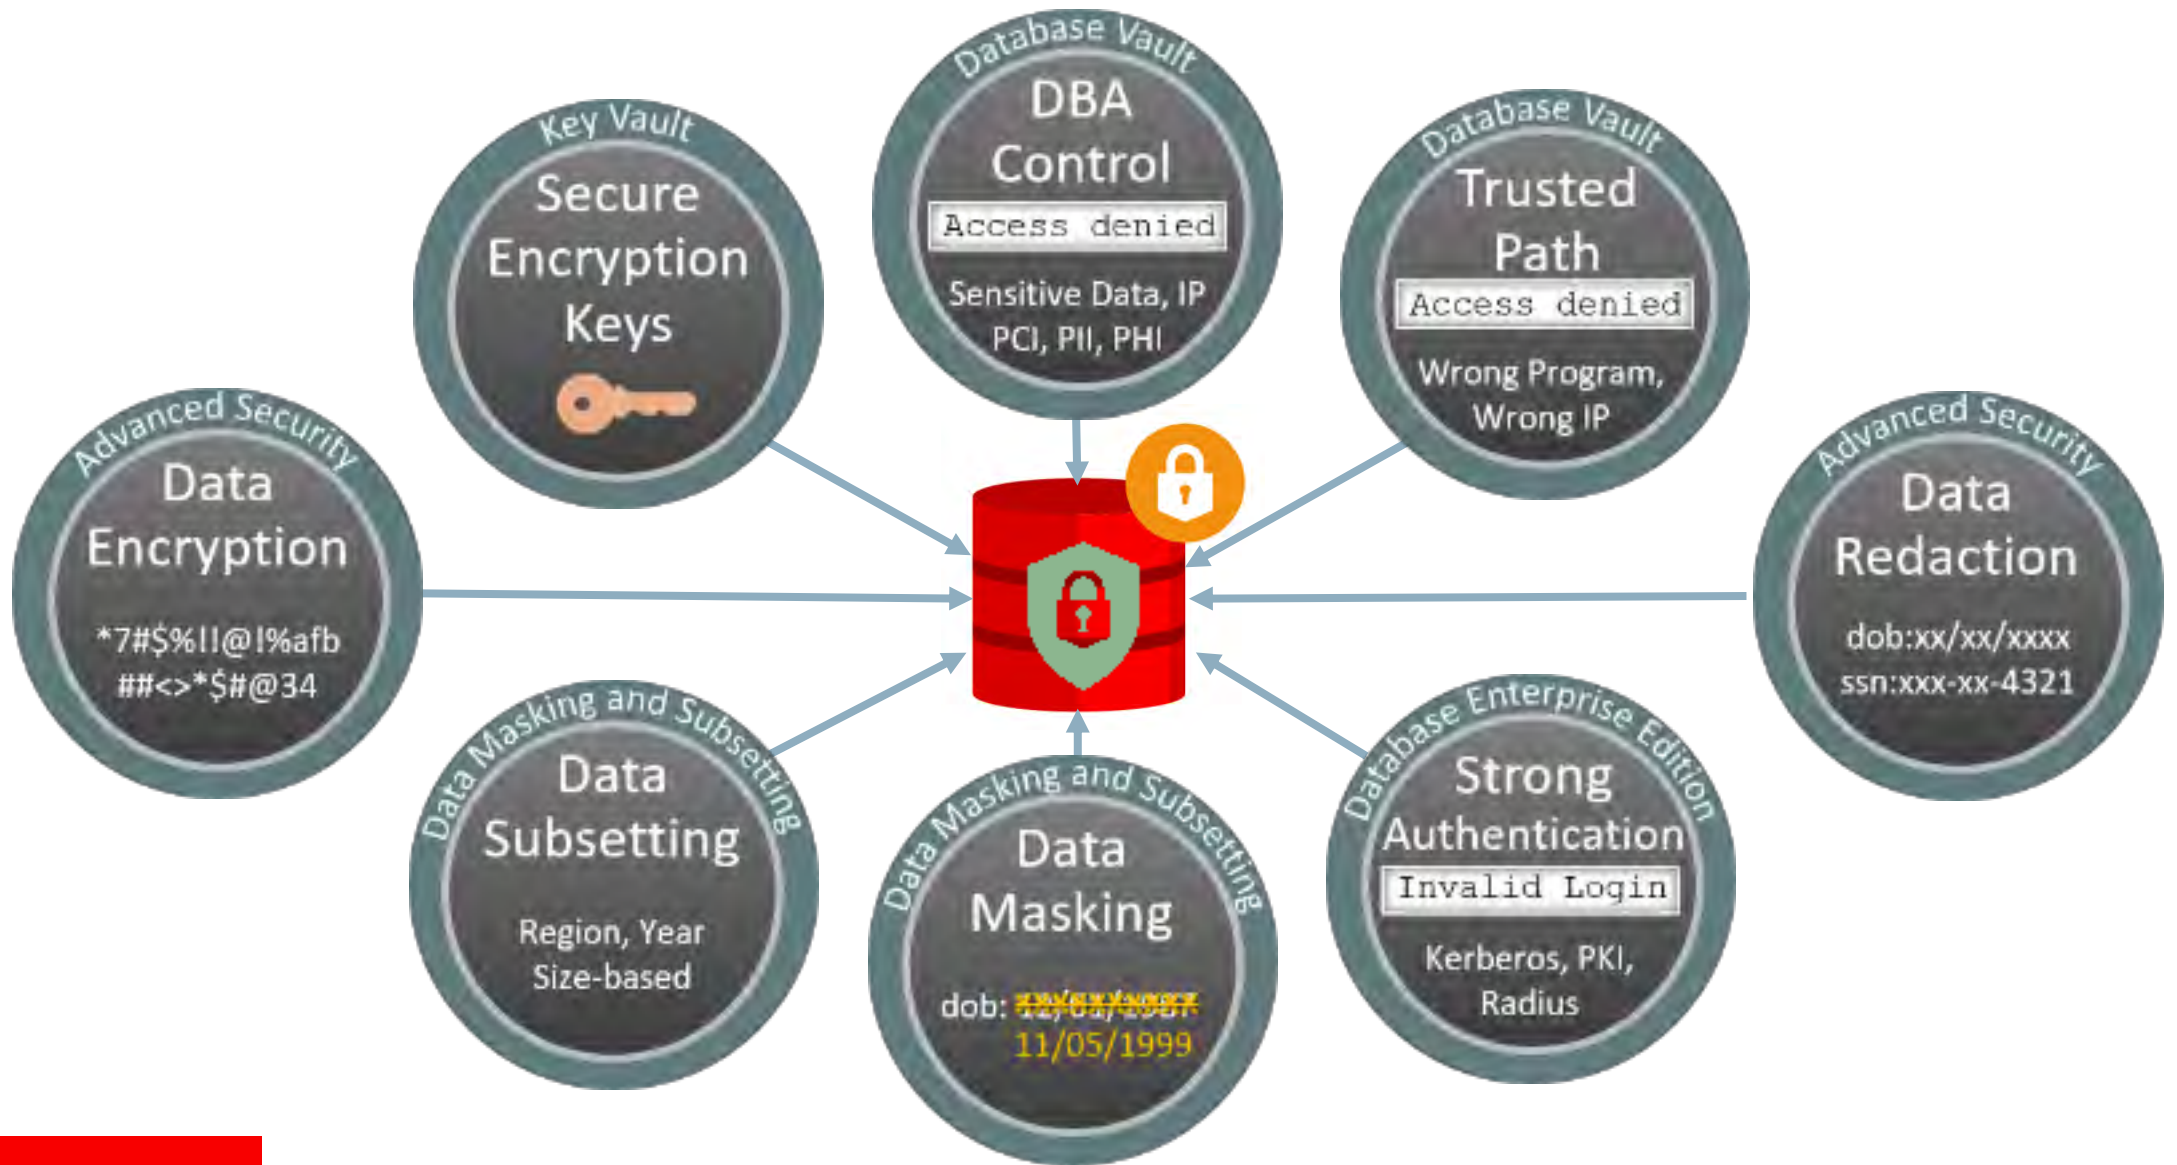 Database Vault
DBA
Control
Access denied
Sensitive Data, IP
PCI, PII, PHI
Key Vault
Secure
Encryption
Keys
Database Vault
Trusted
Path
Access denied
Wrong Program,
Wrong IP
Advanced Security
Data
Encryption
*7#$%!!@!%afb
##<>*$#@34
Advanced Security
Data
Redaction
dob:xx/xx/xxxx
ssn:xxx-xx-4321
Data Masking and Subsetting
Data
Subsetting
Region, Year
Size-based
Data Masking and Subsetting
Data
Masking
dob:
11/05/1999
Database Enterprise Edition
Strong
Authentication
Invalid Login
Kerberos, PKI,
Radius